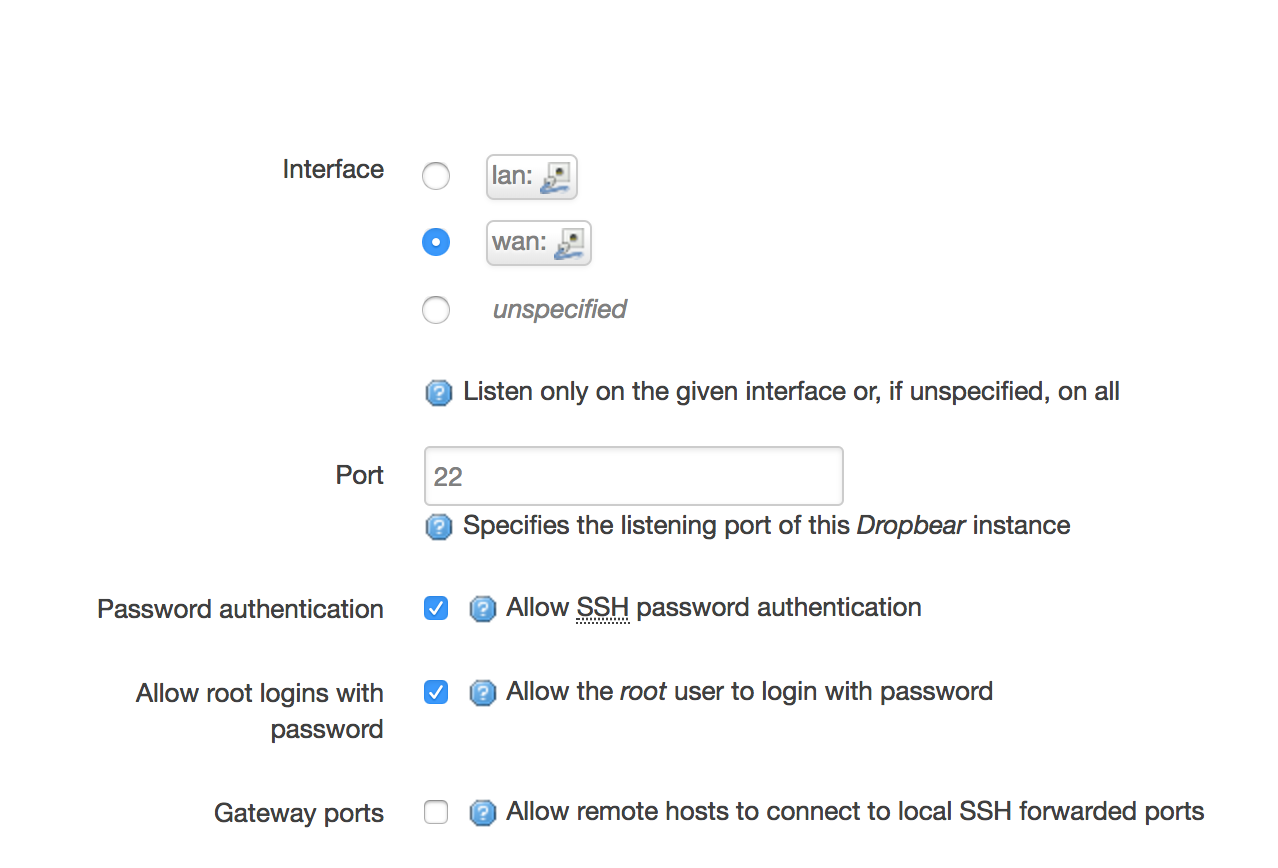 Interface
lan:
wan:
unspecified
Listen only on the given interface or, if unspecified, on all
Port
22
Specifies the listening port of this Dropbear instance
Password authentication
Allow SSH password authentication
Allow root logins with
password
Allow the root user to login with password
Gateway ports
Allow remote hosts to connect to local SSH forwarded ports